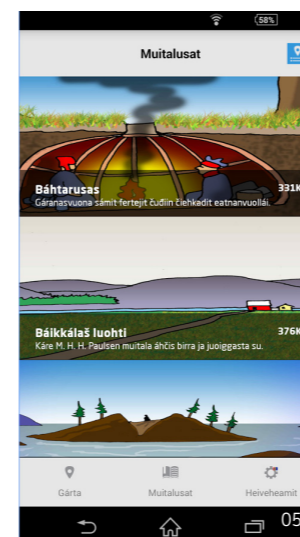 58%
Muitalusat
Báhtarusas
331K
Gáranasvuona sámit fertejit čuđiin čiehkadit eatnanvuollái.
Báikkálaš luohti
376K
Káre M. H. H. Paulsen muitala áhčis birra ja juoiggasta su.
Gárta
Muitalusat
Heiveheamit
05